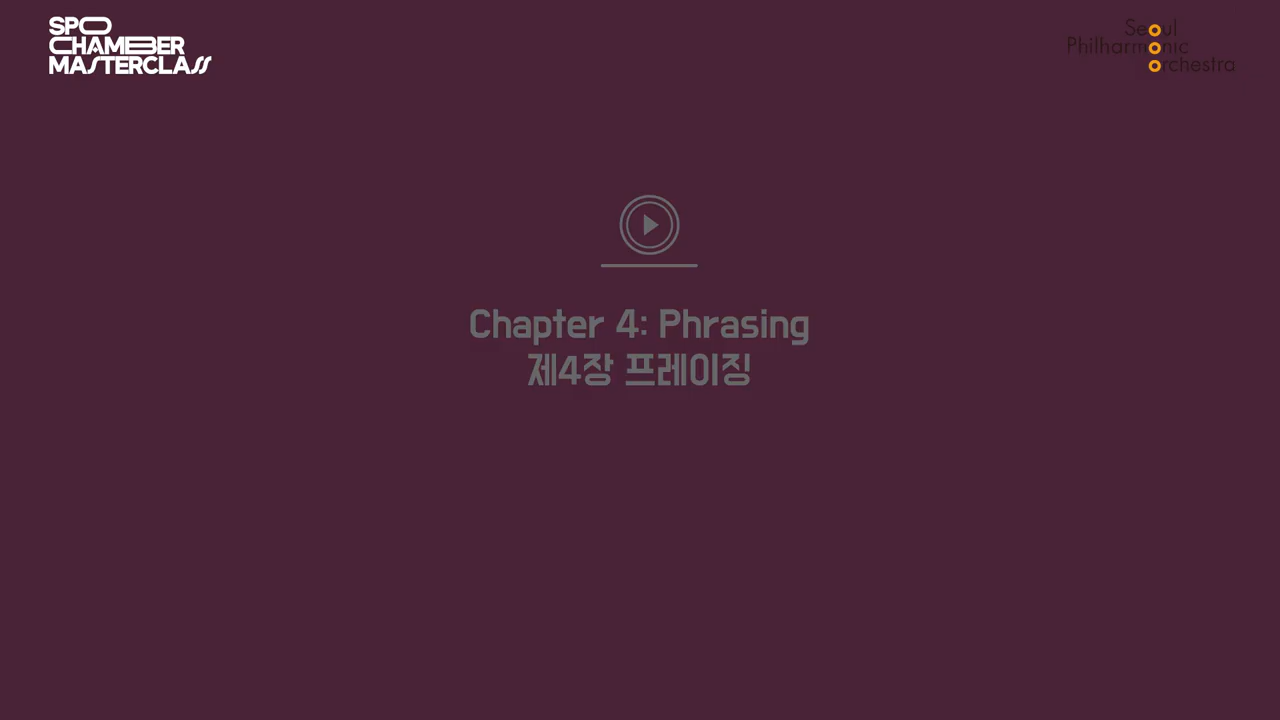 SPO
CHAMBER
MASTERCLASS
Seoul
Philharmonic
orchestra
Chapter 4: Phrasing
제4장 프레이징